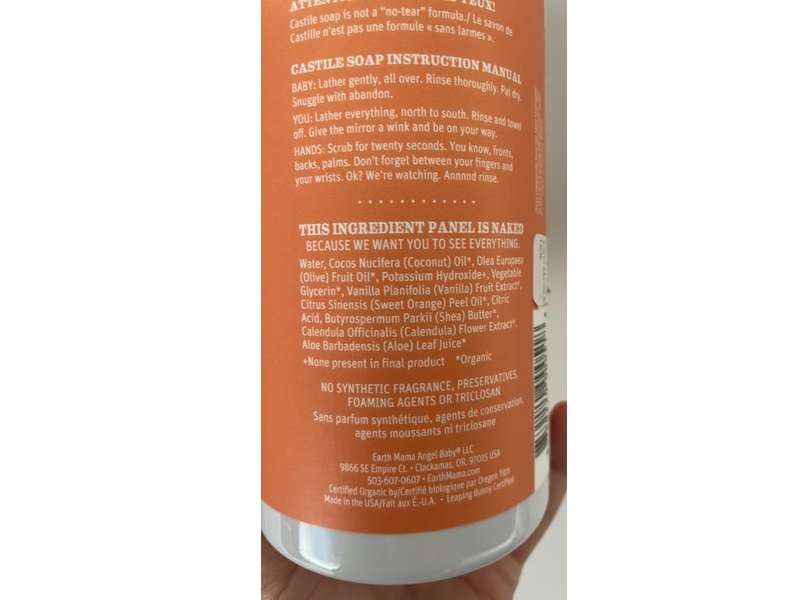 YEUX!
Castile soap is not a "no-tear" formula./ Le savon de
Castille n'est pas une formule « sans larmes ».
CASTILE SOAP INSTRUCTION MANUAL
BABY: Lather gently, all over. Rinse thoroughly. Pat dry.
Snuggle with abandon.
YOU: Lather everything, north to south. Rinse and towel
off. Give the mirror a wink and be on your way.
HANDS: Scrub for twenty seconds. You know, fronts,
backs, palms. Don't forget between your fingers and
your wrists. Ok? We're watching. Annnnd rinse.
THIS INGREDIENT PANEL IS NAKED
BECAUSE WE WANT YOU TO SEE EVERYTHING.
Water, Cocos Nucifera (Coconut) Oil*, Olea Europaea
(Olive) Fruit Oil*, Potassium Hydroxide+, Vegetable
Glycerin*, Vanilla Planifolia (Vanilla) Fruit Extract*,
Citrus Sinensis (Sweet Orange) Peel Oil*, Citric
Acid, Butyrospermum Parkii (Shea) Butter*,
Calendula Officinalis (Calendula) Flower Extract*,
Aloe Barbadensis (Aloe) Leaf Juice*
+None present in final product *Organic
NO SYNTHETIC FRAGRANCE, PRESERVATIVES,
FOAMING AGENTS OR TRICLOSAN
Sans parfum synthétique, agents de conservation,
agents moussants ni triclosane
Earth Mama Angel Baby® LLC
9866 SE Empire Ct. • Clackamas, OR, 97015 USA
503-607-0607 • EarthMama.com
Certified Organic by/Certifié biologique par Oregon Tilth
Made in the USA/Fait aux É.-U.A. • Leaping Bunny Certified